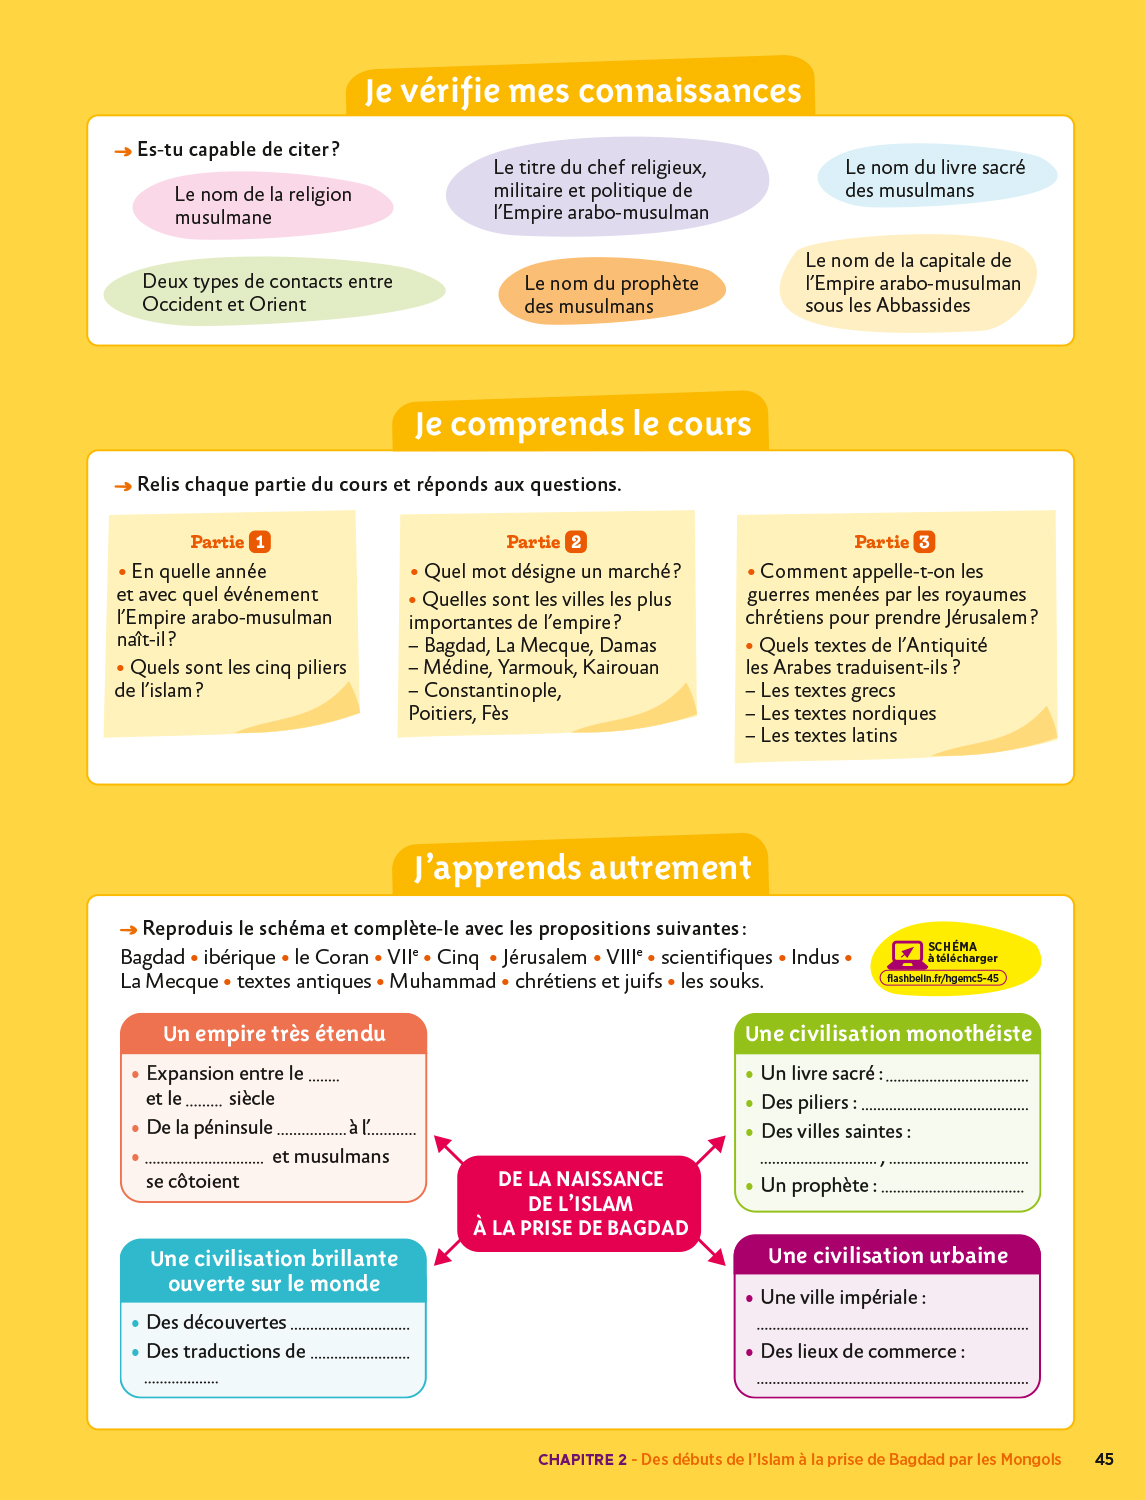 Je vérifie mes connaissances
➞ Es-tu capable de citer ?
Le nom de la religion
musulmane
Le titre du chef religieux,
militaire et politique de
l’Empire arabo-musulman
Le nom du livre sacré
des musulmans
Deux types de contacts entre
Occident et Orient
Le nom du prophète
des musulmans
Le nom de la capitale de
l’Empire arabo-musulman
sous les Abbassides
Je comprends le cours
➞ Relis chaque partie du cours et réponds aux questions.
Partie 1
• En quelle année
et avec quel événement
l’Empire arabo-musulman
naît-il ?
• Quels sont les cinq piliers
de l’islam ?
Partie 2
• Quel mot désigne un marché ?
• Quelles sont les villes les plus
importantes de l’empire ?
– Bagdad, La Mecque, Damas
– Médine, Yarmouk, Kairouan
– Constantinople,
Poitiers, Fès
Partie 3
• Comment appelle-t-on les
guerres menées par les royaumes
chrétiens pour prendre Jérusalem ?
• Quels textes de l’Antiquité
les Arabes traduisent-ils ?
– Les textes grecs
– Les textes nordiques
– Les textes latins
J’apprends autrement
➞ Reproduis le schéma et complète-le avec les propositions suivantes :
Bagdad • ibérique • le Coran • VIIe • Cinq • Jérusalem • VIIIe • scientifiques • Indus •
La Mecque • textes antiques • Muhammad • chrétiens et juifs • les souks.
SCHÉMA
à télécharger
flashbelin.fr/hgemc5-45
Un empire très étendu
• Expansion entre le ........
et le ......... siècle
• De la péninsule ................. à l’............
• .............................. et musulmans
se côtoient
Une civilisation monothéiste
• Un livre sacré : ....................................
• Des piliers : ..........................................
• Des villes saintes :
............................. , ...................................
• Un prophète : ....................................
DE LA NAISSANCE
DE L’ISLAM
À LA PRISE DE BAGDAD
Une civilisation brillante
ouverte sur le monde
• Des découvertes ..............................
• Des traductions de .........................
...................
Une civilisation urbaine
• Une ville impériale :
....................................................................
• Des lieux de commerce :
....................................................................
CHAPITRE 2 - Des débuts de l’Islam à la prise de Bagdad par les Mongols 45